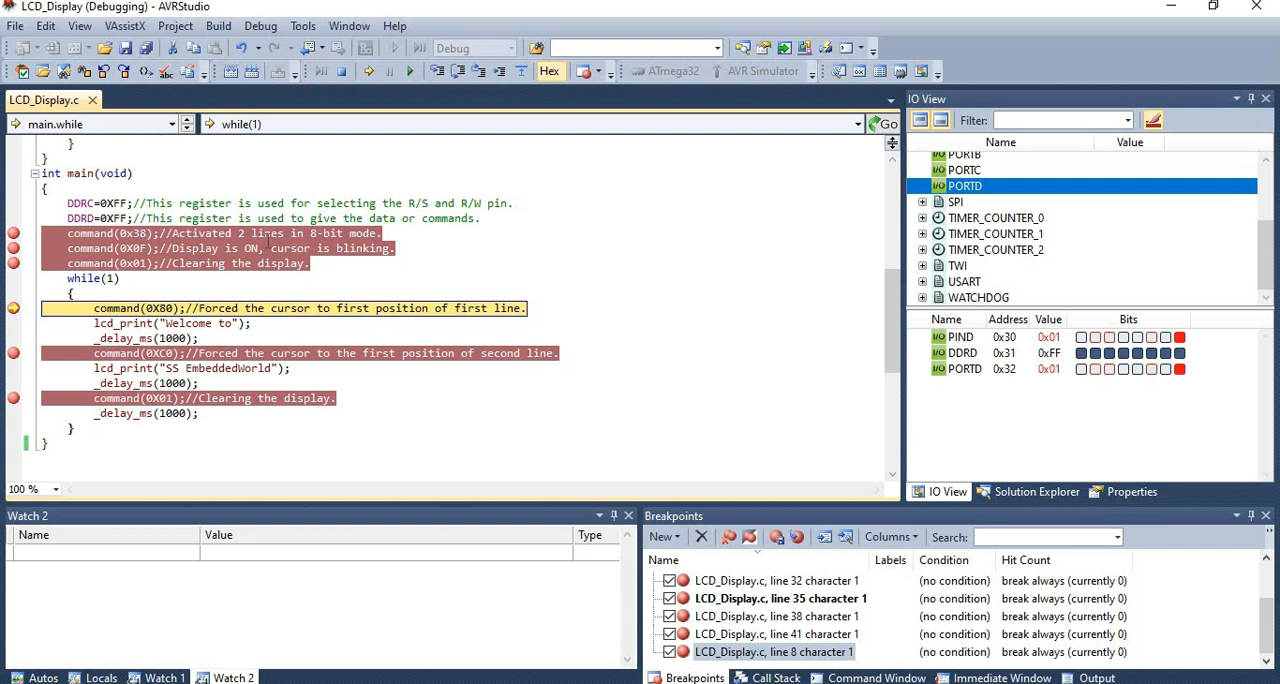 LCD_Display (Debugging) - AVRStudio
File Edit View VAssistX Project Build Debug Tools Window Help
Debug
Hex ATmega32 AVR Simulator
LCD_Display.c
main.while while(1) Go
}
}
int main(void)
{
DDRC=0XFF;//This register is used for selecting the R/S and R/W pin.
DDRD=0XFF;//This register is used to give the data or commands.
command(0x38);//Activated 2 lines in 8-bit mode.
command(0X0F);//Display is ON, cursor is blinking.
command(0x01);//Clearing the display.
while(1)
{
command(0X80);//Forced the cursor to first position of first line.
lcd_print("Welcome to");
_delay_ms(1000);
command(0XC0);//Forced the cursor to the first position of second line.
lcd_print("SS EmbeddedWorld");
_delay_ms(1000);
command(0X01);//Clearing the display.
_delay_ms(1000);
}
}
100 %
IO View
Filter:
Name Value
PORTB
PORTC
PORTD
SPI
TIMER_COUNTER_0
TIMER_COUNTER_1
TIMER_COUNTER_2
TWI
USART
WATCHDOG
Name Address Value Bits
PIND 0x30 0x01
DDRD 0x31 0xFF
PORTD 0x32 0x01
IO View Solution Explorer Properties
Watch 2
Name Value Type
Autos Locals Watch 1 Watch 2
Breakpoints
New Columns Search:
Name Labels Condition Hit Count
LCD_Display.c, line 32 character 1 (no condition) break always (currently 0)
LCD_Display.c, line 35 character 1 (no condition) break always (currently 0)
LCD_Display.c, line 38 character 1 (no condition) break always (currently 0)
LCD_Display.c, line 41 character 1 (no condition) break always (currently 0)
LCD_Display.c, line 8 character 1 (no condition) break always (currently 0)
Breakpoints Call Stack Command Window Immediate Window Output